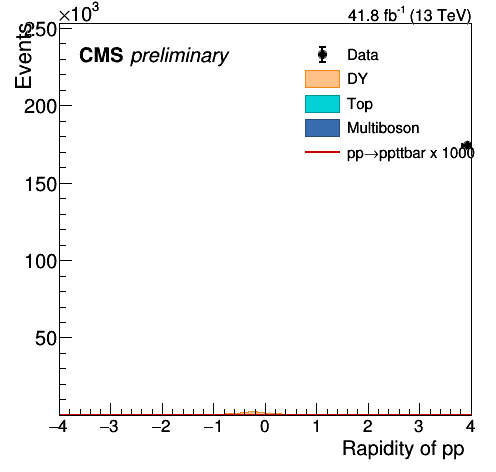 ×10³
41.8 fb⁻¹ (13 TeV)
Events
CMS preliminary
Data
DY
Top
Multiboson
pp→ppttbar x 1000
250
200
150
100
50
−4 −3 −2 −1 0 1 2 3 4
Rapidity of pp